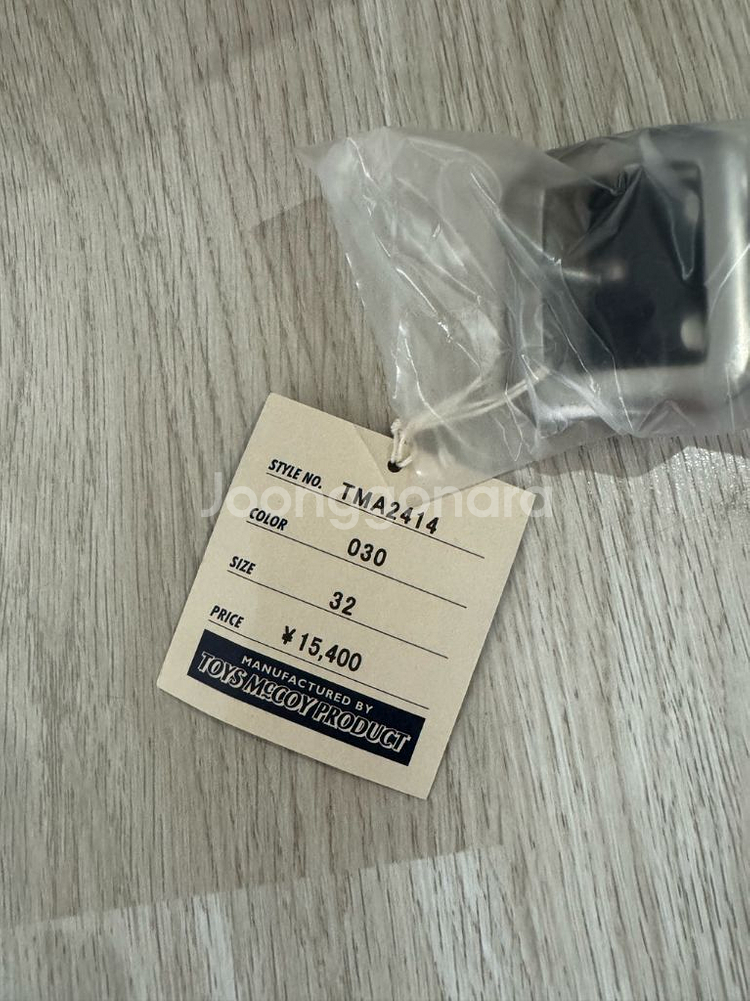 STYLE NO. TMA2414
Joonggonara
COLOR 030
SIZE 32
PRICE ¥15,400
MANUFACTURED BY
TOYS McCOY PRODUCT